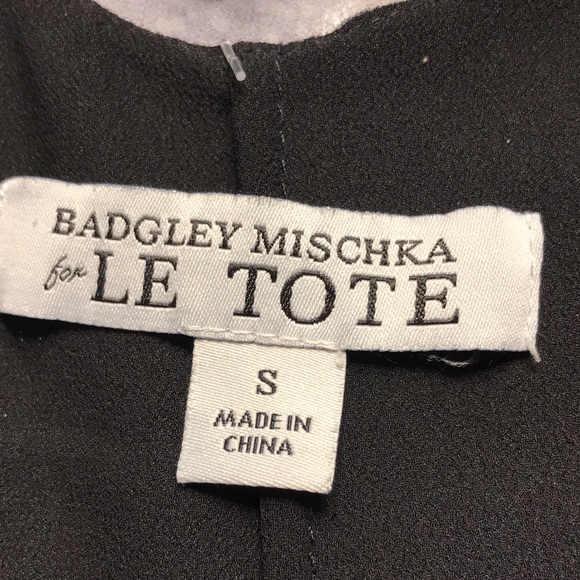 BADGLEY MISCHKA
for LE TOTE
S
MADE IN
CHINA